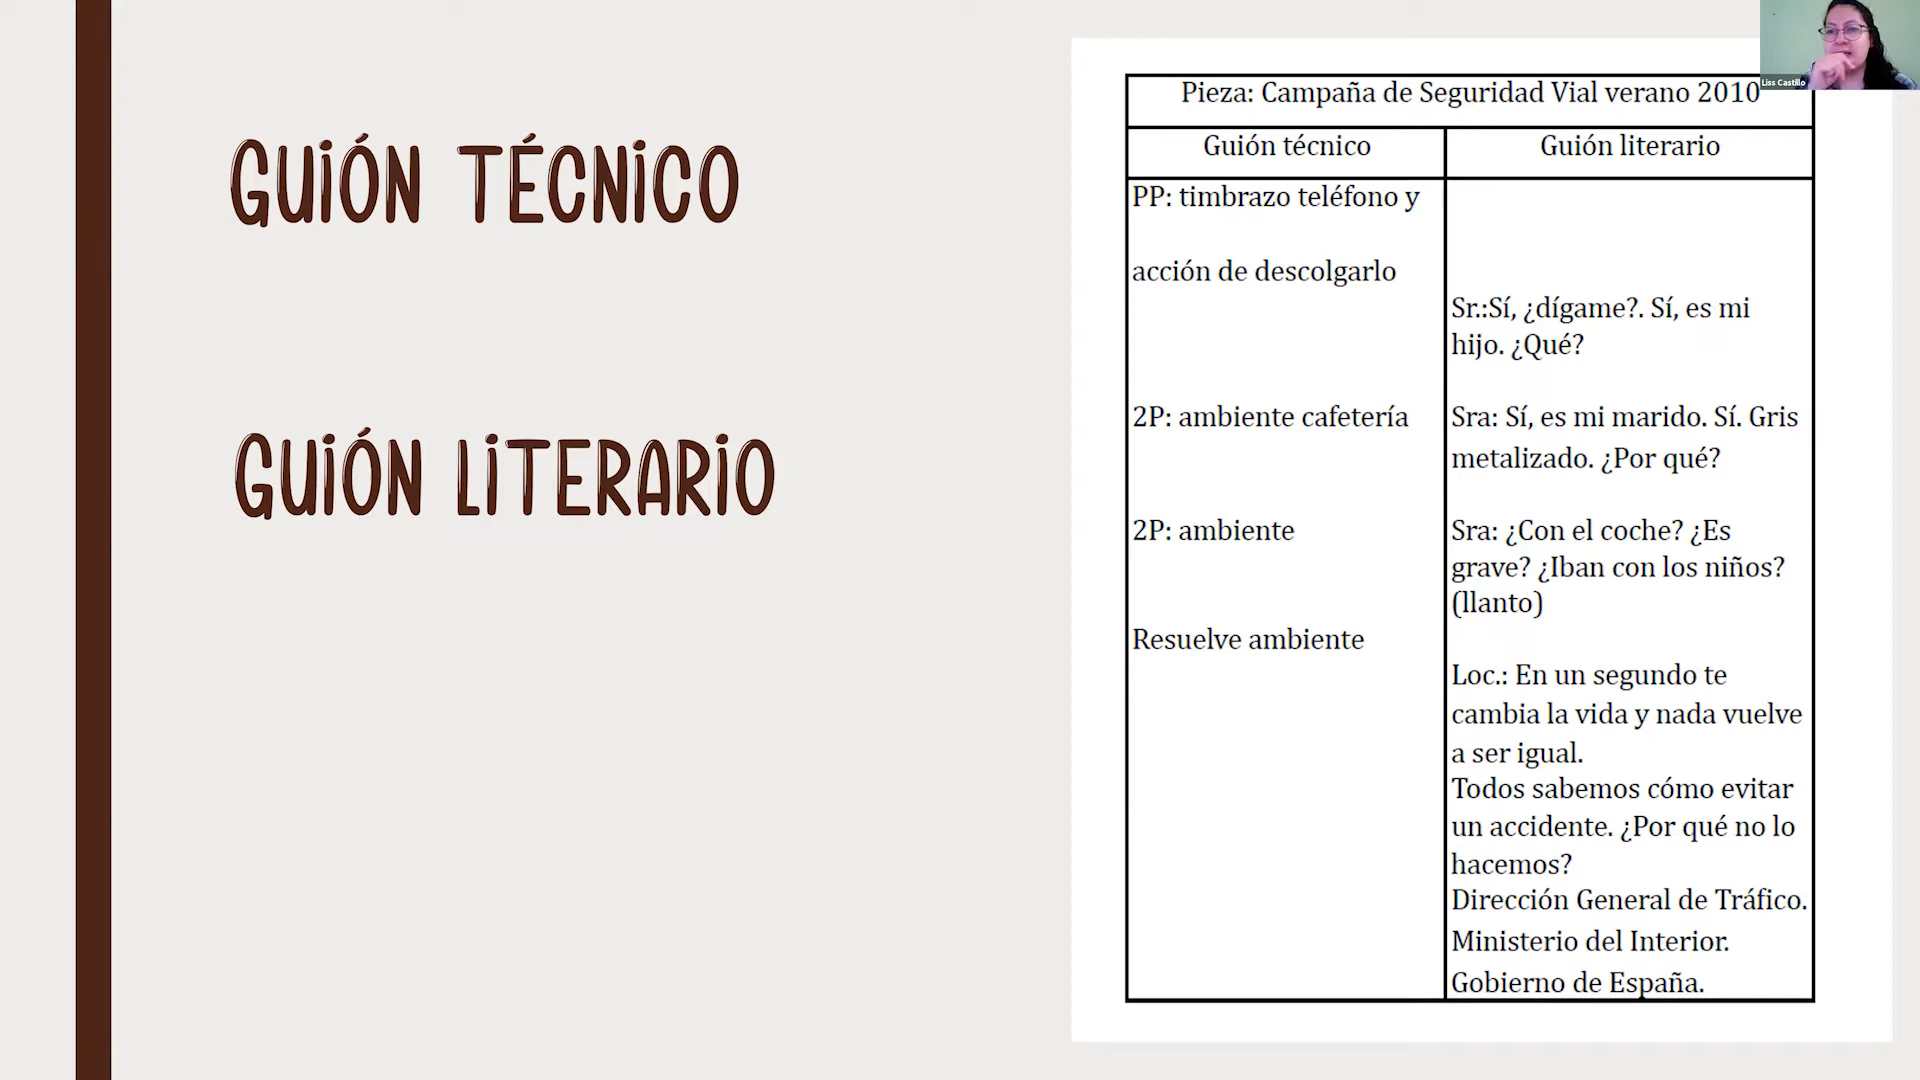 GUIÓN TÉCNICO
GUIÓN LITERARIO
Liss Castillo
Pieza: Campaña de Seguridad Vial verano 2010
Guión técnico
Guión literario
PP: timbrazo teléfono y
acción de descolgarlo
Sr.:Sí, ¿dígame?. Sí, es mi
hijo. ¿Qué?
2P: ambiente cafetería
Sra: Sí, es mi marido. Sí. Gris
metalizado. ¿Por qué?
2P: ambiente
Sra: ¿Con el coche? ¿Es
grave? ¿Iban con los niños?
(llanto)
Resuelve ambiente
Loc.: En un segundo te
cambia la vida y nada vuelve
a ser igual.
Todos sabemos cómo evitar
un accidente. ¿Por qué no lo
hacemos?
Dirección General de Tráfico.
Ministerio del Interior.
Gobierno de España.